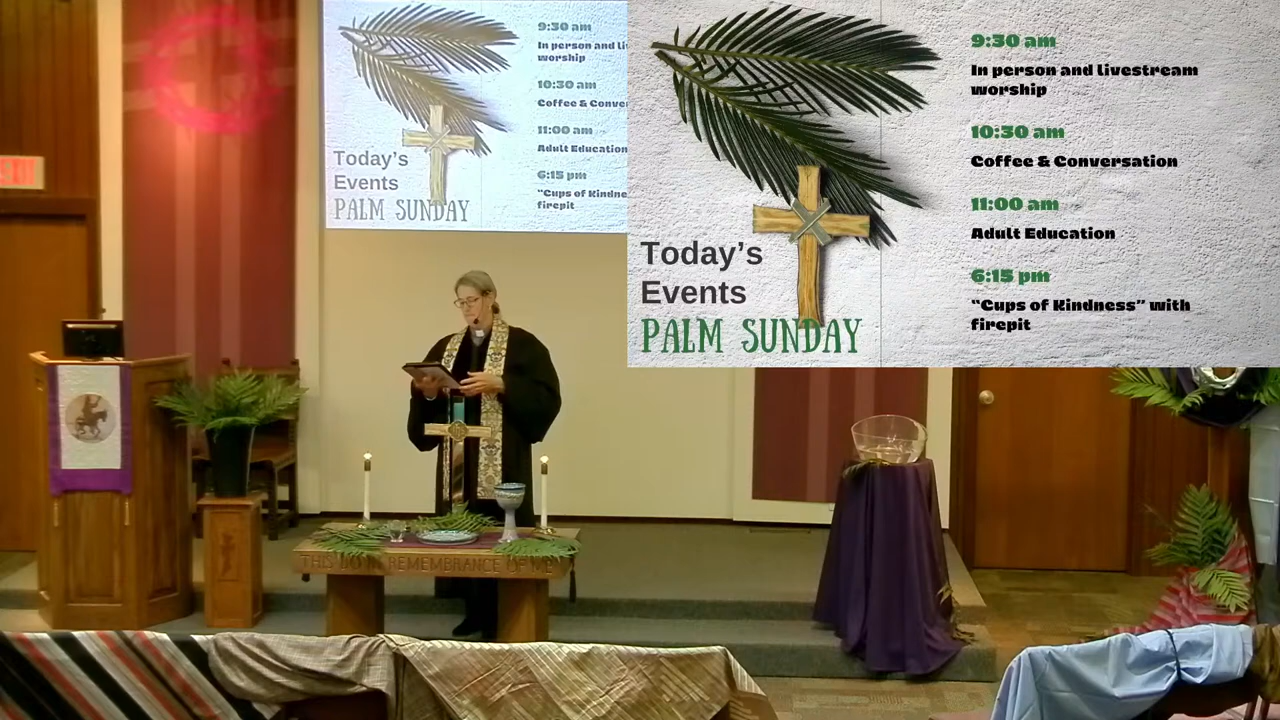 9:30 am
In person and li
worship
10:30 am
Coffee & Conver
11:00 am
Adult Education
6:15 pm
"Cups of Kindne
firepit
Today's
Events
PALM SUNDAY
9:30 am
In person and livestream
worship
10:30 am
Coffee & Conversation
11:00 am
Adult Education
6:15 pm
"Cups of Kindness" with
firepit
Today's
Events
PALM SUNDAY
EXIT
THIS DO IN REMEMBRANCE OF ME